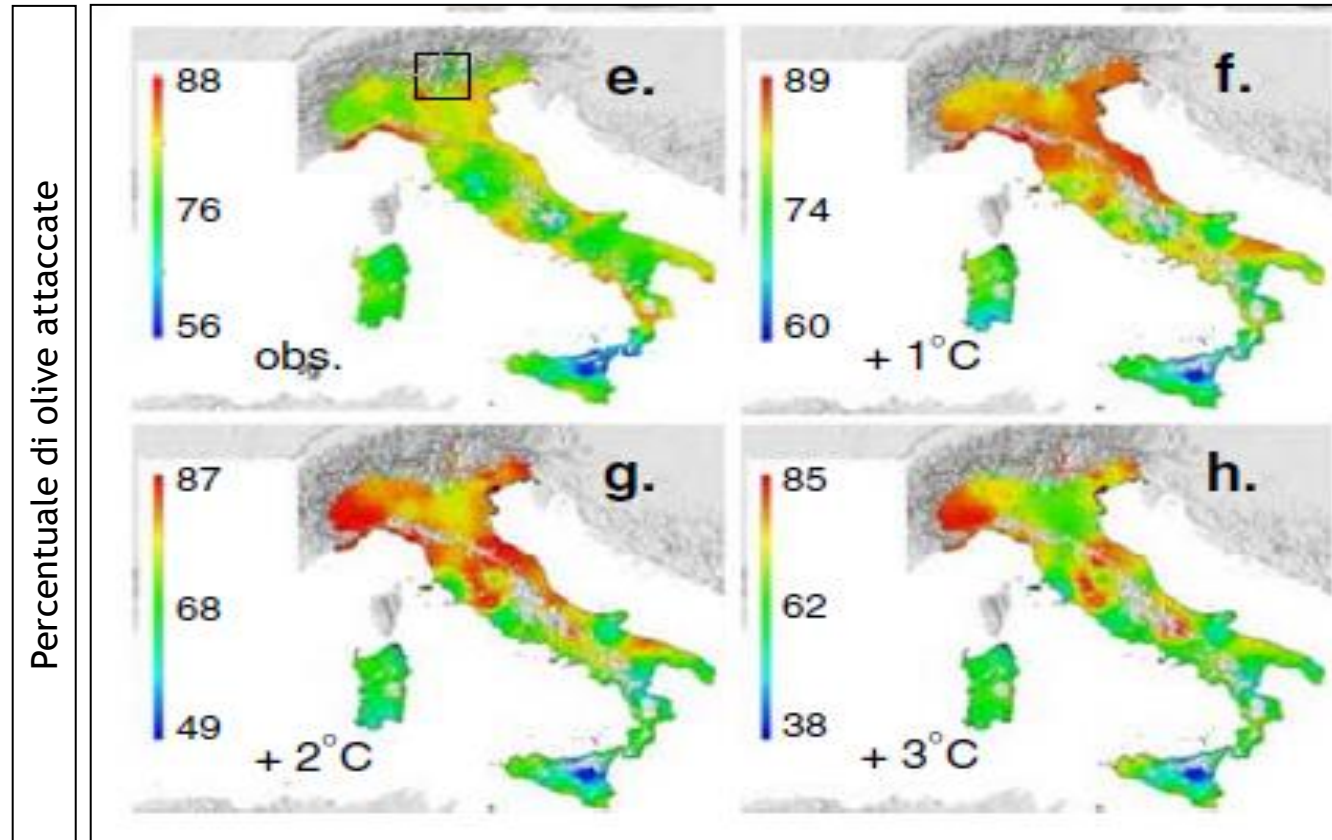 Percentuale di olive attaccate
e.
88
76
56
obs.
f.
89
74
60
+ 1°C
g.
87
68
49
+ 2°C
h.
85
62
38
+ 3°C